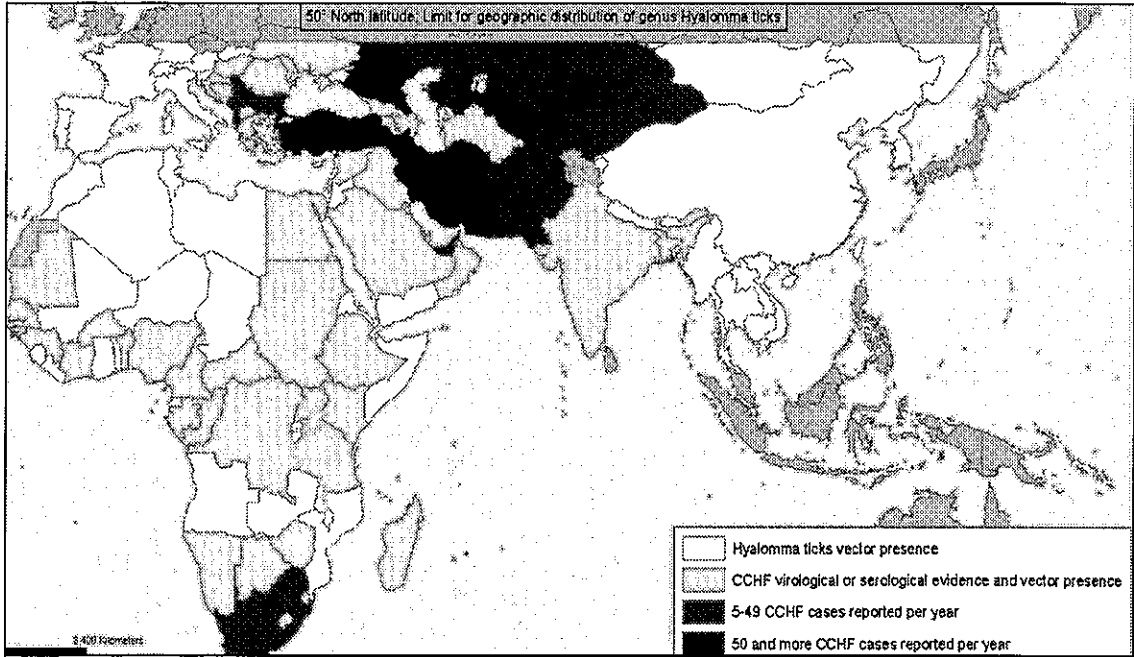 50° North latitude: Limit for geographic distribution of genus Hyalomma ticks
Hyalomma ticks vector presence
CCHF virological or serological evidence and vector presence
5-49 CCHF cases reported per year
50 and more CCHF cases reported per year
Kilometers